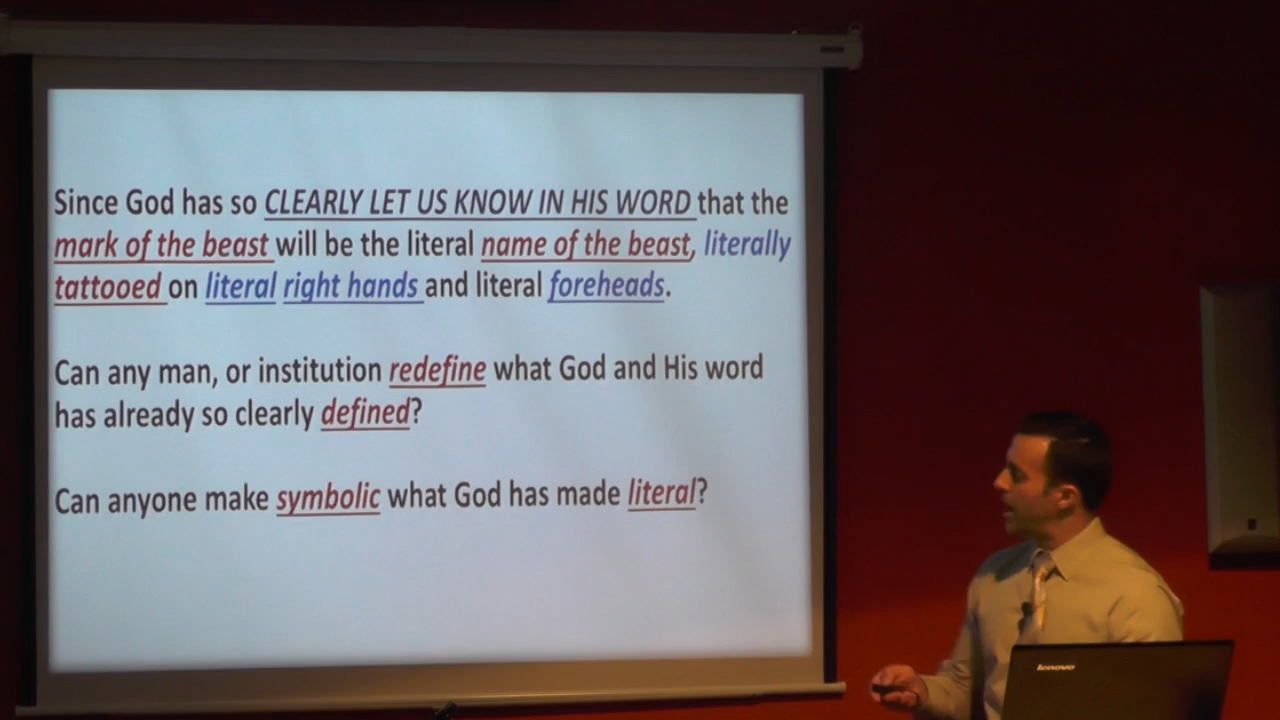 Since God has so CLEARLY LET US KNOW IN HIS WORD that the
mark of the beast will be the literal name of the beast, literally
tattooed on literal right hands and literal foreheads.
Can any man, or institution redefine what God and His word
has already so clearly defined?
Can anyone make symbolic what God has made literal?
lenovo